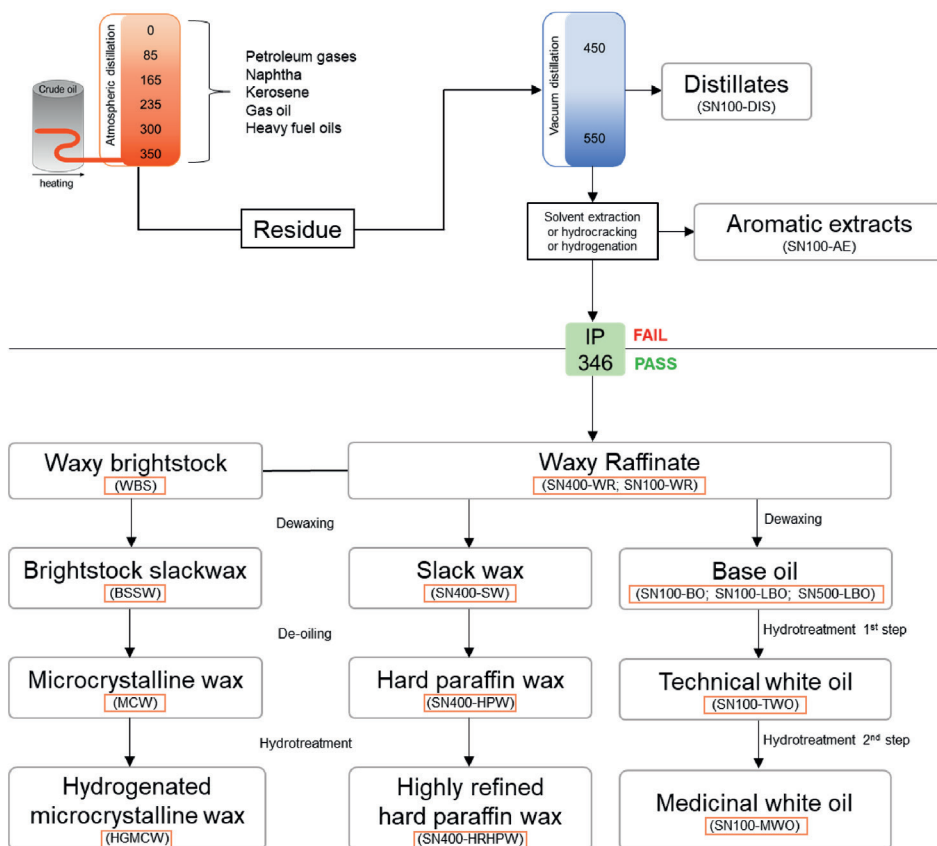 Crude oil
heating
Atmospheric distillation
0
85
165
235
300
350
Petroleum gases
Naphtha
Kerosene
Gas oil
Heavy fuel oils
Residue
Vacuum distillation
450
550
Distillates
(SN100-DIS)
Solvent extraction
or hydrocracking
or hydrogenation
Aromatic extracts
(SN100-AE)
IP
346
FAIL
PASS
Waxy brightstock
(WBS)
Waxy Raffinate
(SN400-WR; SN100-WR)
Dewaxing
Dewaxing
Brightstock slackwax
(BSSW)
Slack wax
(SN400-SW)
Base oil
(SN100-BO; SN100-LBO; SN500-LBO)
De-oiling
Hydrotreatment 1st step
Microcrystalline wax
(MCW)
Hard paraffin wax
(SN400-HPW)
Technical white oil
(SN100-TWO)
Hydrotreatment
Hydrotreatment 2nd step
Hydrogenated
microcrystalline wax
(HGMCW)
Highly refined
hard paraffin wax
(SN400-HRHPW)
Medicinal white oil
(SN100-MWO)